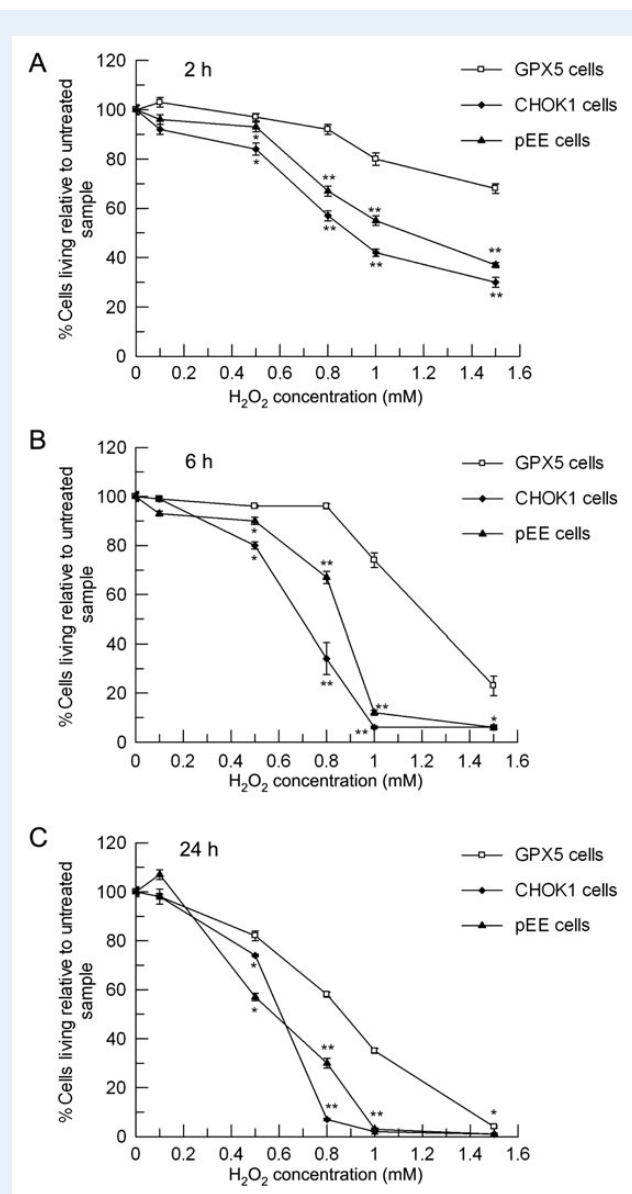 A
2 h
GPX5 cells
CHOK1 cells
pEE cells
% Cells living relative to untreated
sample
120
100
80
60
40
20
0
0 0.2 0.4 0.6 0.8 1 1.2 1.4 1.6
* * ** ** ** ** ** **
H₂O₂ concentration (mM)
B
6 h
GPX5 cells
CHOK1 cells
pEE cells
% Cells living relative to untreated
sample
120
100
80
60
40
20
0
0 0.2 0.4 0.6 0.8 1 1.2 1.4 1.6
* * ** ** ** ** *
H₂O₂ concentration (mM)
C
24 h
GPX5 cells
CHOK1 cells
pEE cells
% Cells living relative to untreated
sample
120
100
80
60
40
20
0
0 0.2 0.4 0.6 0.8 1 1.2 1.4 1.6
* * ** ** ** *
H₂O₂ concentration (mM)